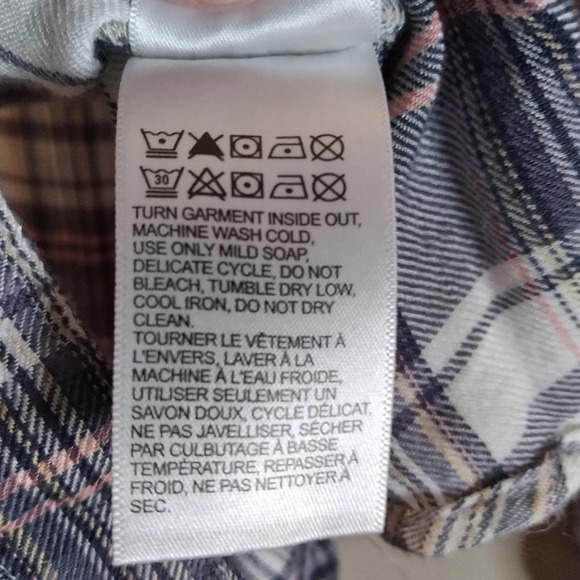 30
TURN GARMENT INSIDE OUT,
MACHINE WASH COLD,
USE ONLY MILD SOAP,
DELICATE CYCLE, DO NOT
BLEACH, TUMBLE DRY LOW,
COOL IRON, DO NOT DRY
CLEAN.
TOURNER LE VÊTEMENT À
L'ENVERS, LAVER À LA
MACHINE À L'EAU FROIDE,
UTILISER SEULEMENT UN
SAVON DOUX, CYCLE DÉLICAT,
NE PAS JAVELLISER, SÉCHER
PAR CULBUTAGE À BASSE
TEMPÉRATURE, REPASSER À
FROID, NE PAS NETTOYER À
SEC.